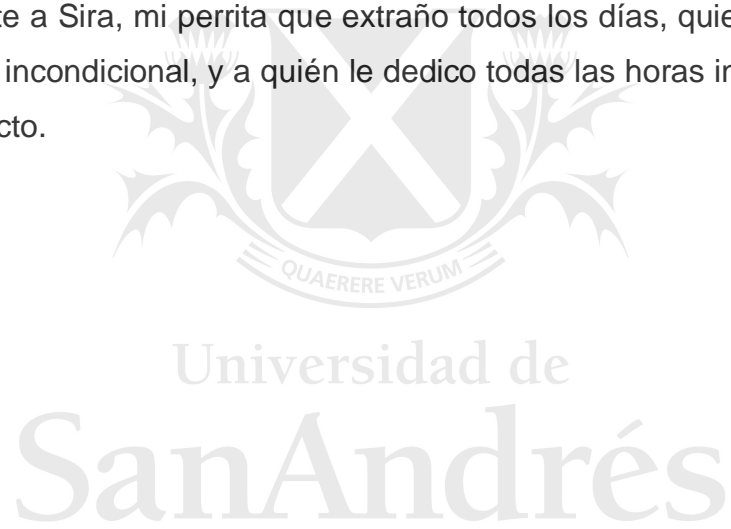 te a Sira, mi perrita que extraño todos los días, quie
incondicional, y a quién le dedico todas las horas in
cto.
QUAERERE VERUM
Universidad de
SanAndrés